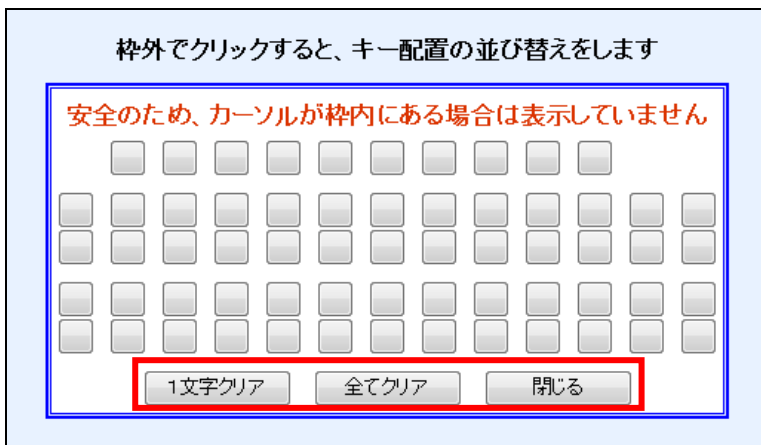 枠外でクリックすると、キー配置の並び替えをします
安全のため、カーソルが枠内にある場合は表示していません
1文字クリア 全てクリア 閉じる